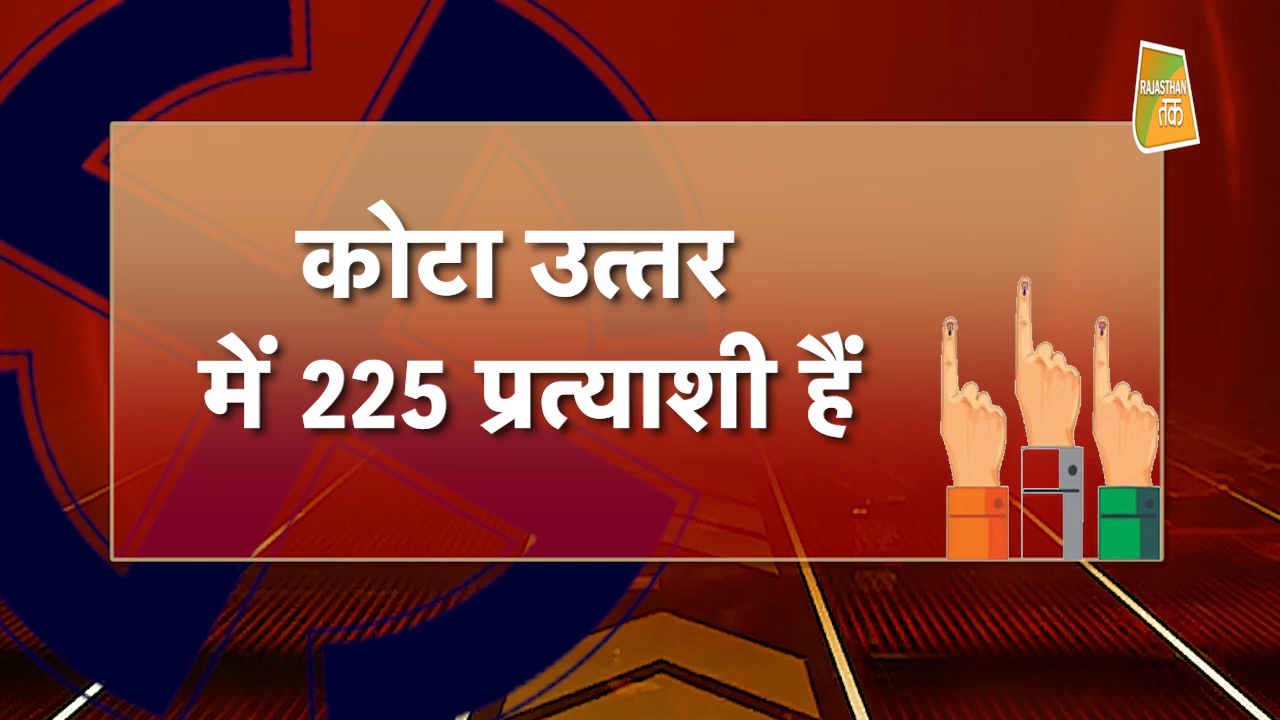 RAJASTHAN
तक
कोटा उत्तर
में 225 प्रत्याशी हैं